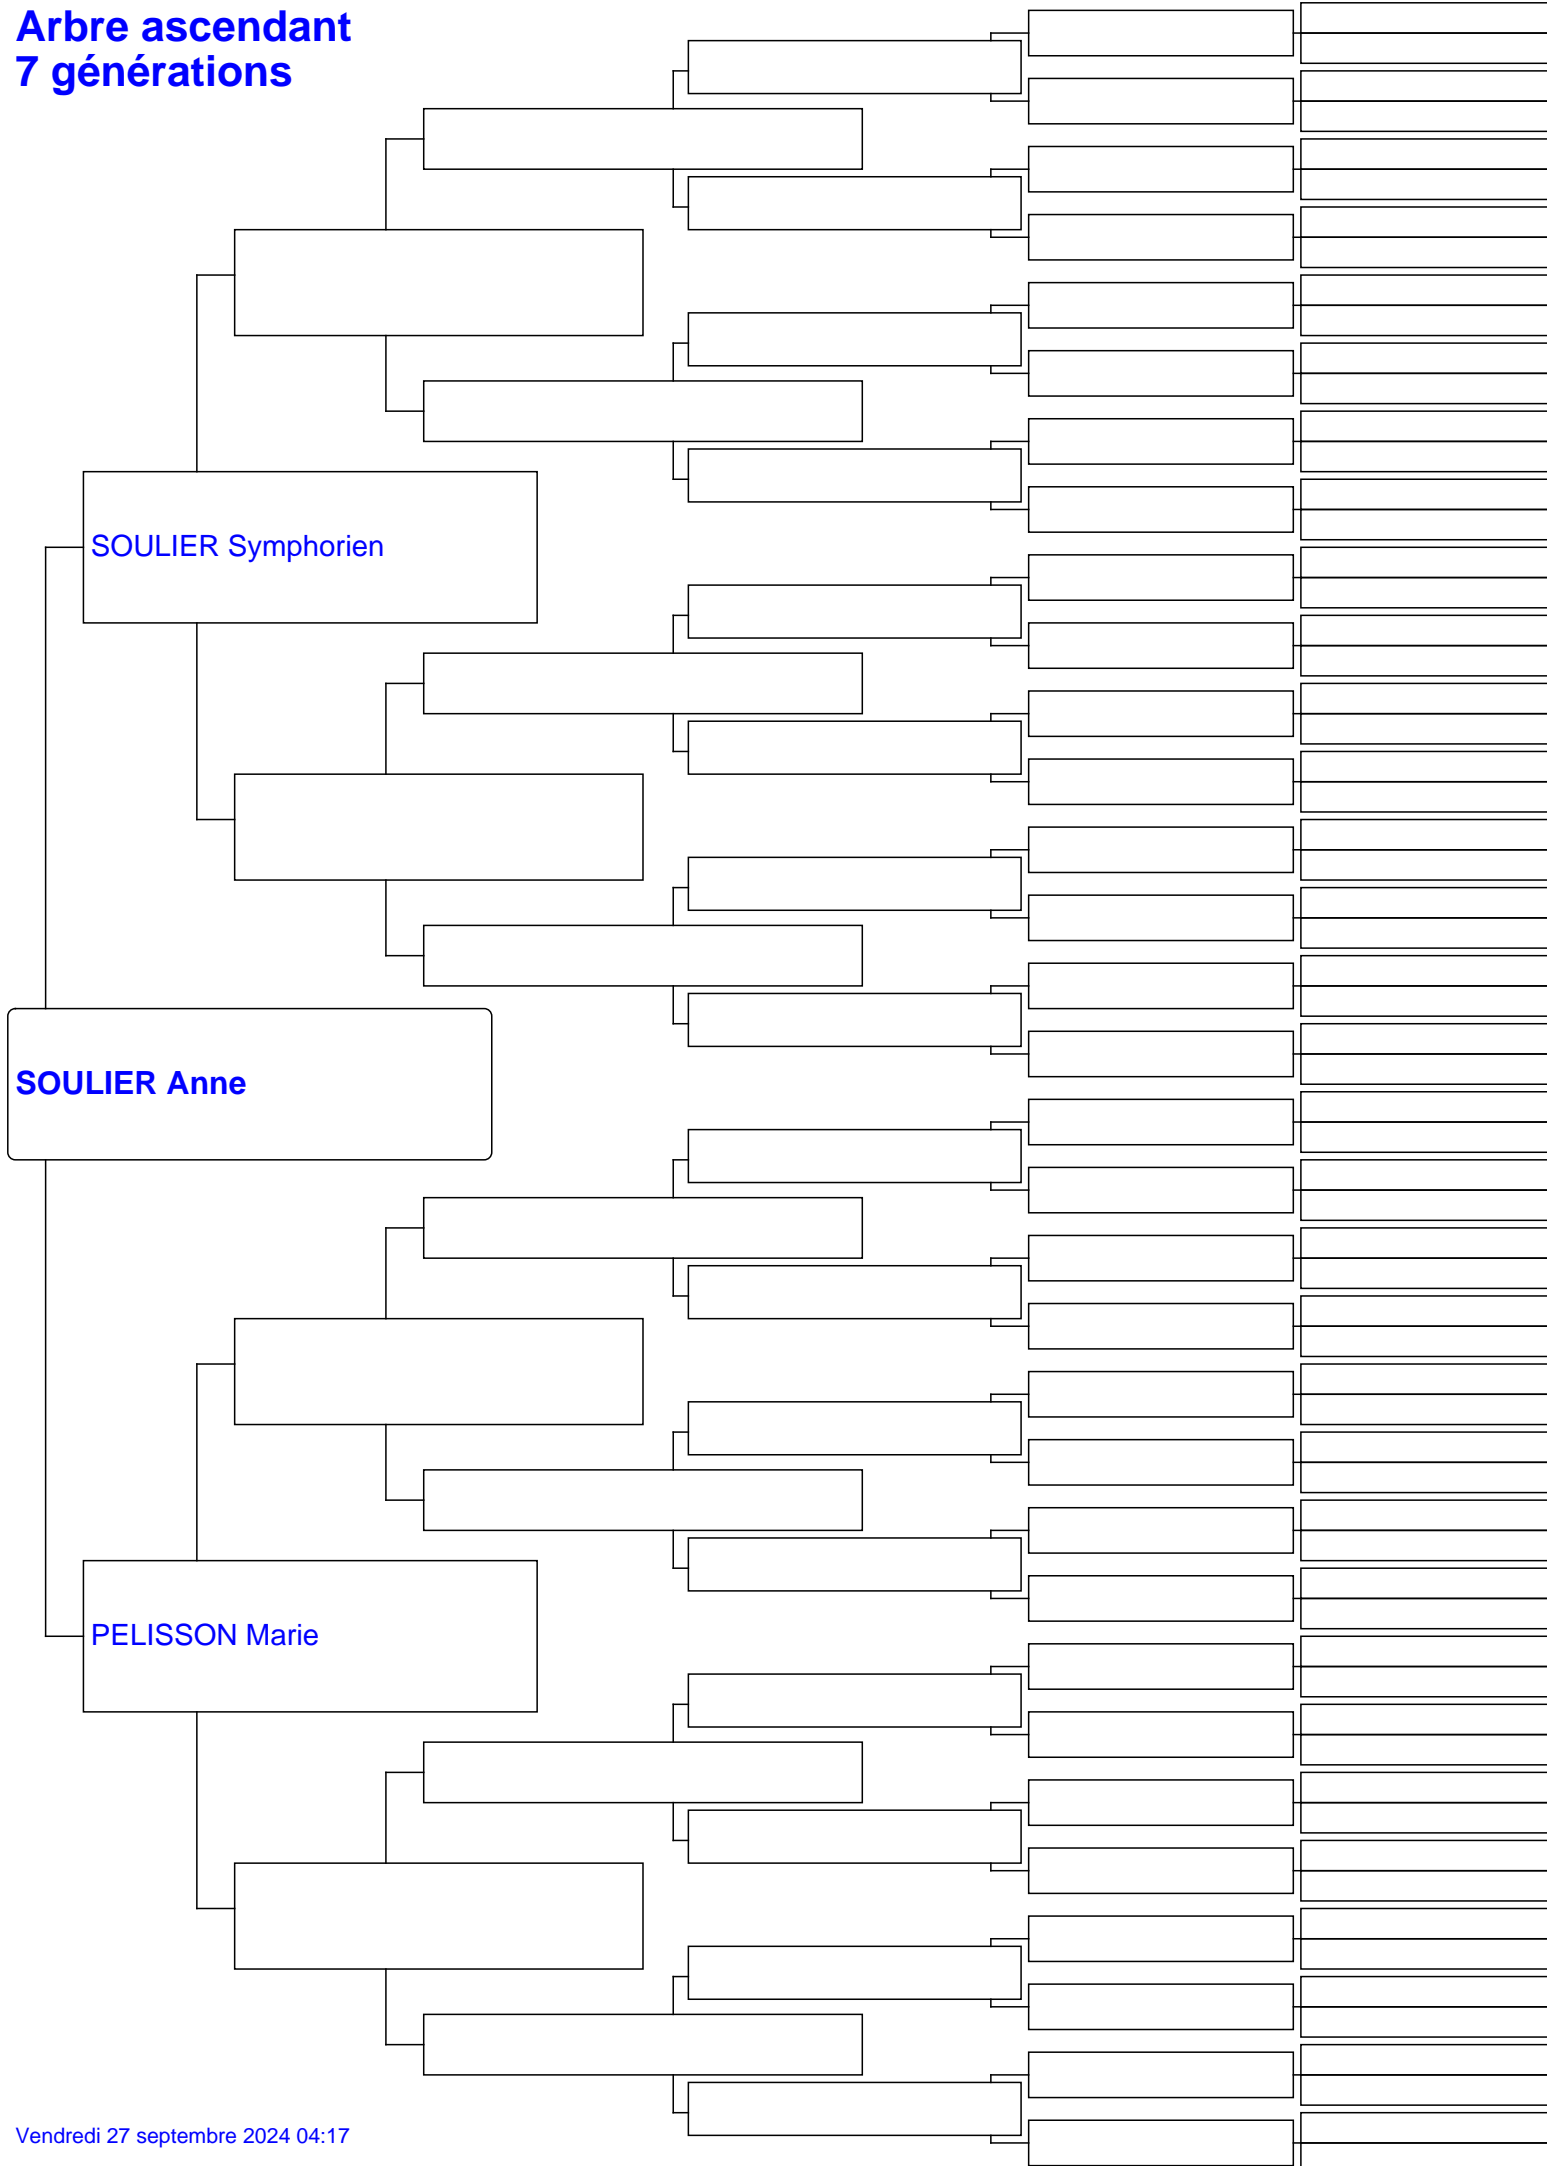 Arbre ascendant
7 générations
SOULIER Symphorien
SOULIER Anne
PELISSON Marie
Vendredi 27 septembre 2024 04:17